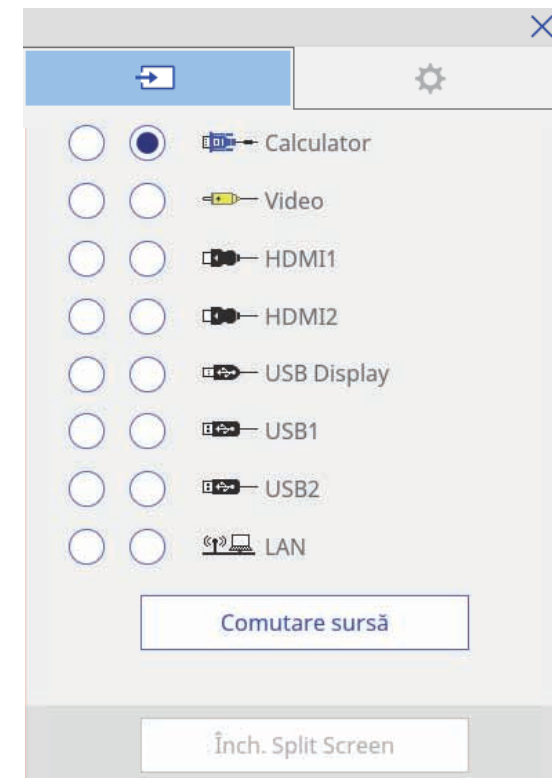 Calculator
Video
HDMI1
HDMI2
USB Display
USB1
USB2
LAN
Comutare sursă
Înch. Split Screen